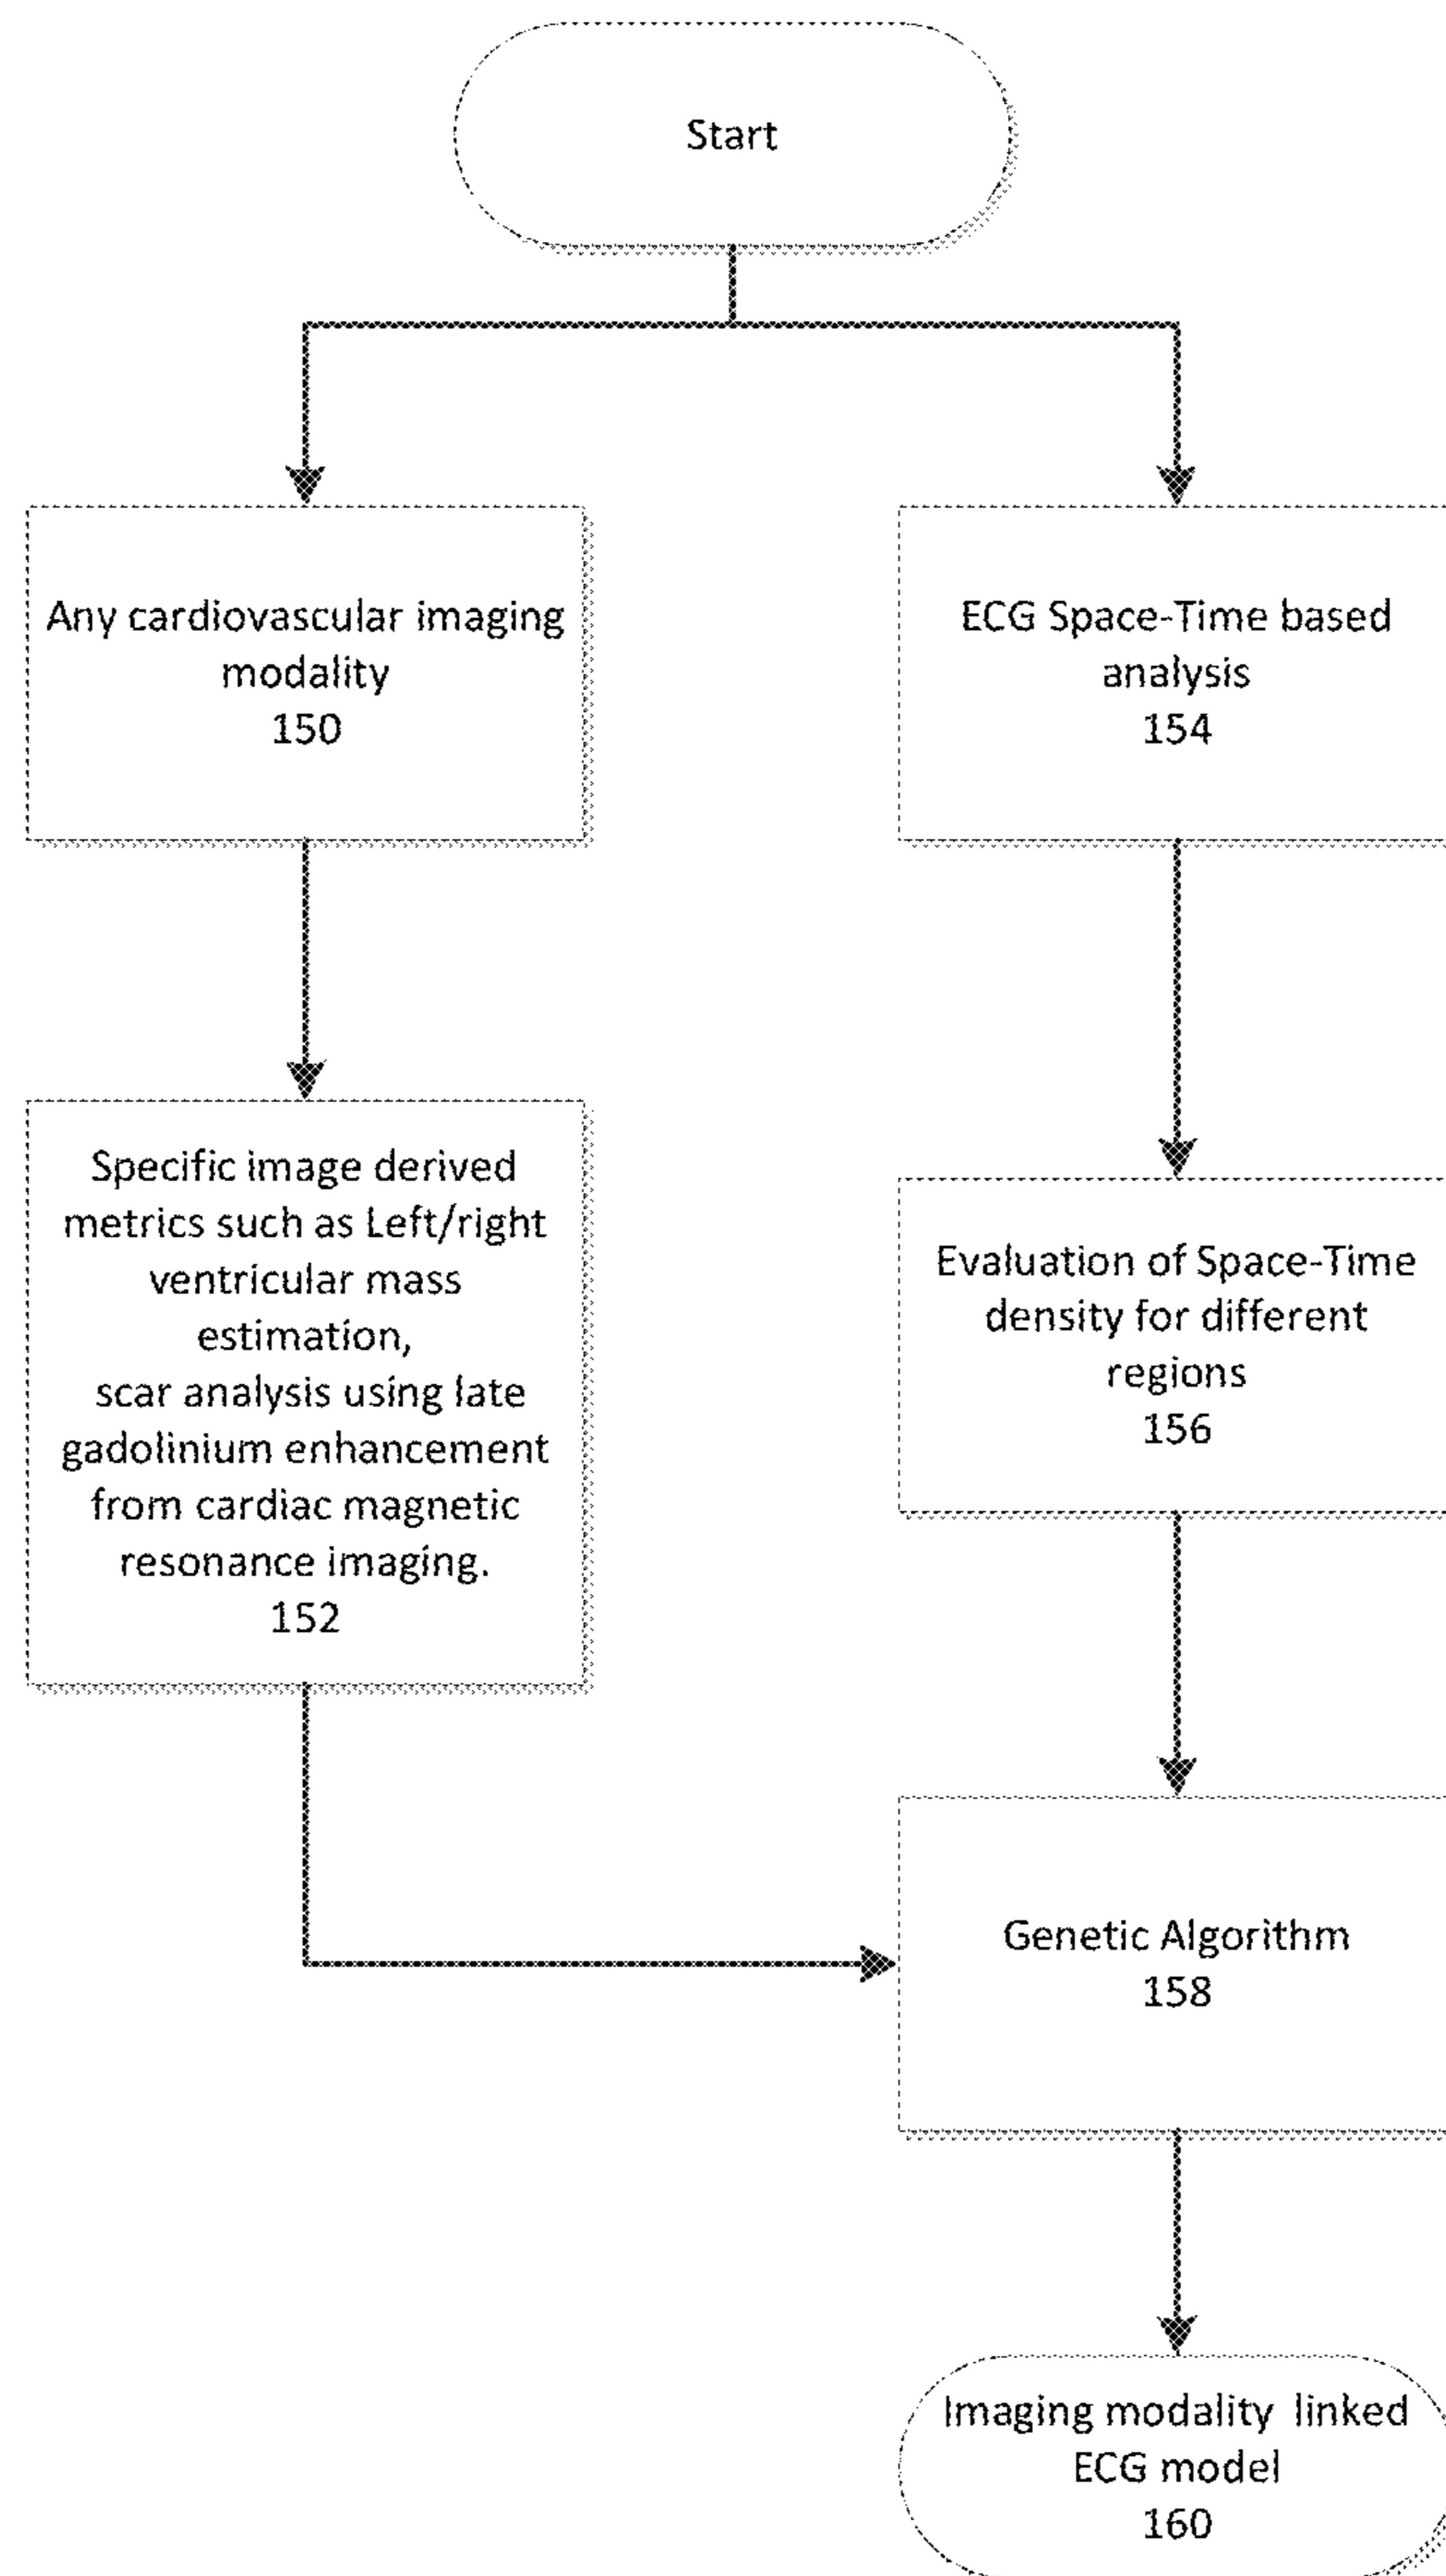 Start
Any cardiovascular imaging
modality
150
ECG Space-Time based
analysis
154
Specific image derived
metrics such as Left/right
ventricular mass
estimation,
scar analysis using late
gadolinium enhancement
from cardiac magnetic
resonance imaging.
152
Evaluation of Space-Time
density for different
regions
156
Genetic Algorithm
158
Imaging modality linked
ECG model
160